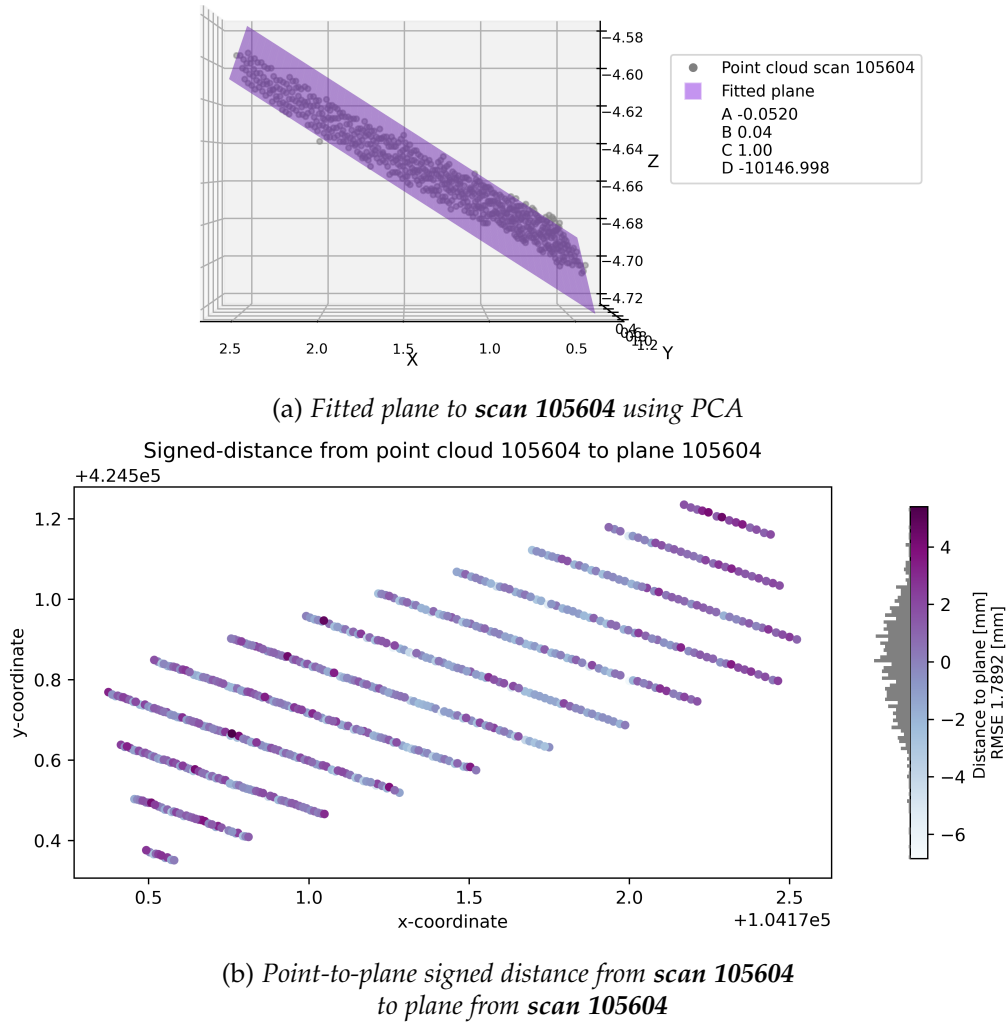 −4.58
−4.60
−4.62
−4.64
−4.66
−4.68
−4.70
−4.72
Z
Point cloud scan 105604
Fitted plane
A -0.0520
B 0.04
C 1.00
D -10146.998
2.5 2.0 1.5 1.0 0.5
X
1.2
Y
(a) Fitted plane to scan 105604 using PCA
Signed-distance from point cloud 105604 to plane 105604
+4.245e5
1.2
1.0
0.8
0.6
0.4
y-coordinate
0.5 1.0 1.5 2.0 2.5
x-coordinate
+1.0417e5
4
2
0
−2
−4
−6
Distance to plane [mm]
RMSE 1.7892 [mm]
(b) Point-to-plane signed distance from scan 105604
to plane from scan 105604